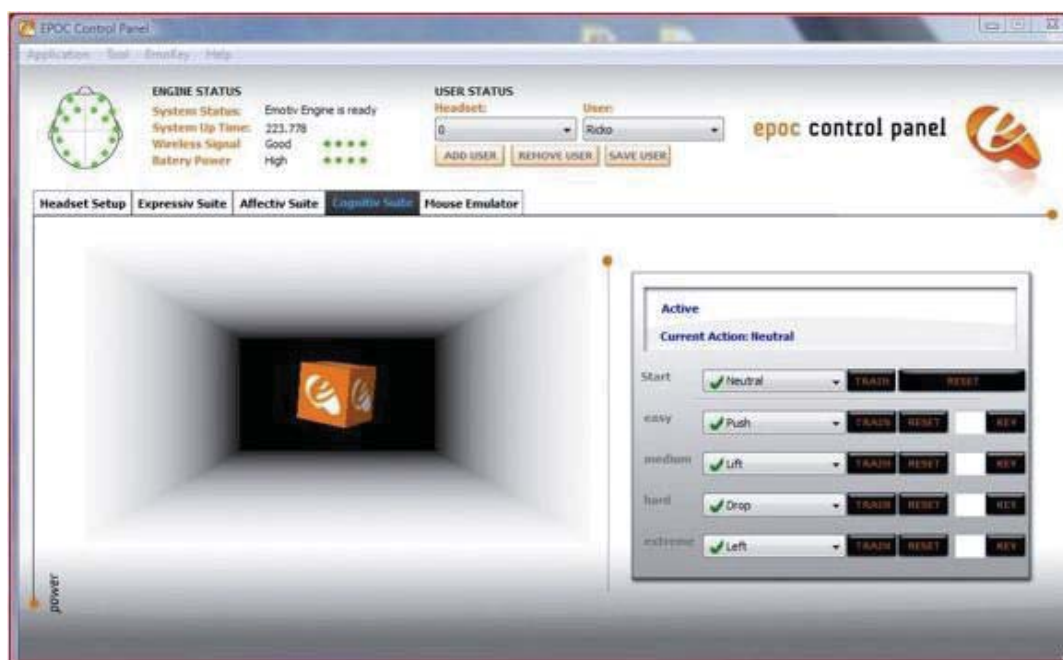 EPOC Control Panel
Application Tool EmoKey Help
ENGINE STATUS
System Status: Emotiv Engine is ready
System Up Time: 223.778
Wireless Signal Good
Batery Power High
USER STATUS
Headset: User:
0 Ricko
ADD USER REMOVE USER SAVE USER
epoc control panel
Headset Setup Expressiv Suite Affectiv Suite Cognitiv Suite Mouse Emulator
Active
Current Action: Neutral
Start Neutral TRAIN RESET
easy Push TRAIN RESET KEY
medium Lift TRAIN RESET KEY
hard Drop TRAIN RESET KEY
extreme Left TRAIN RESET KEY
power